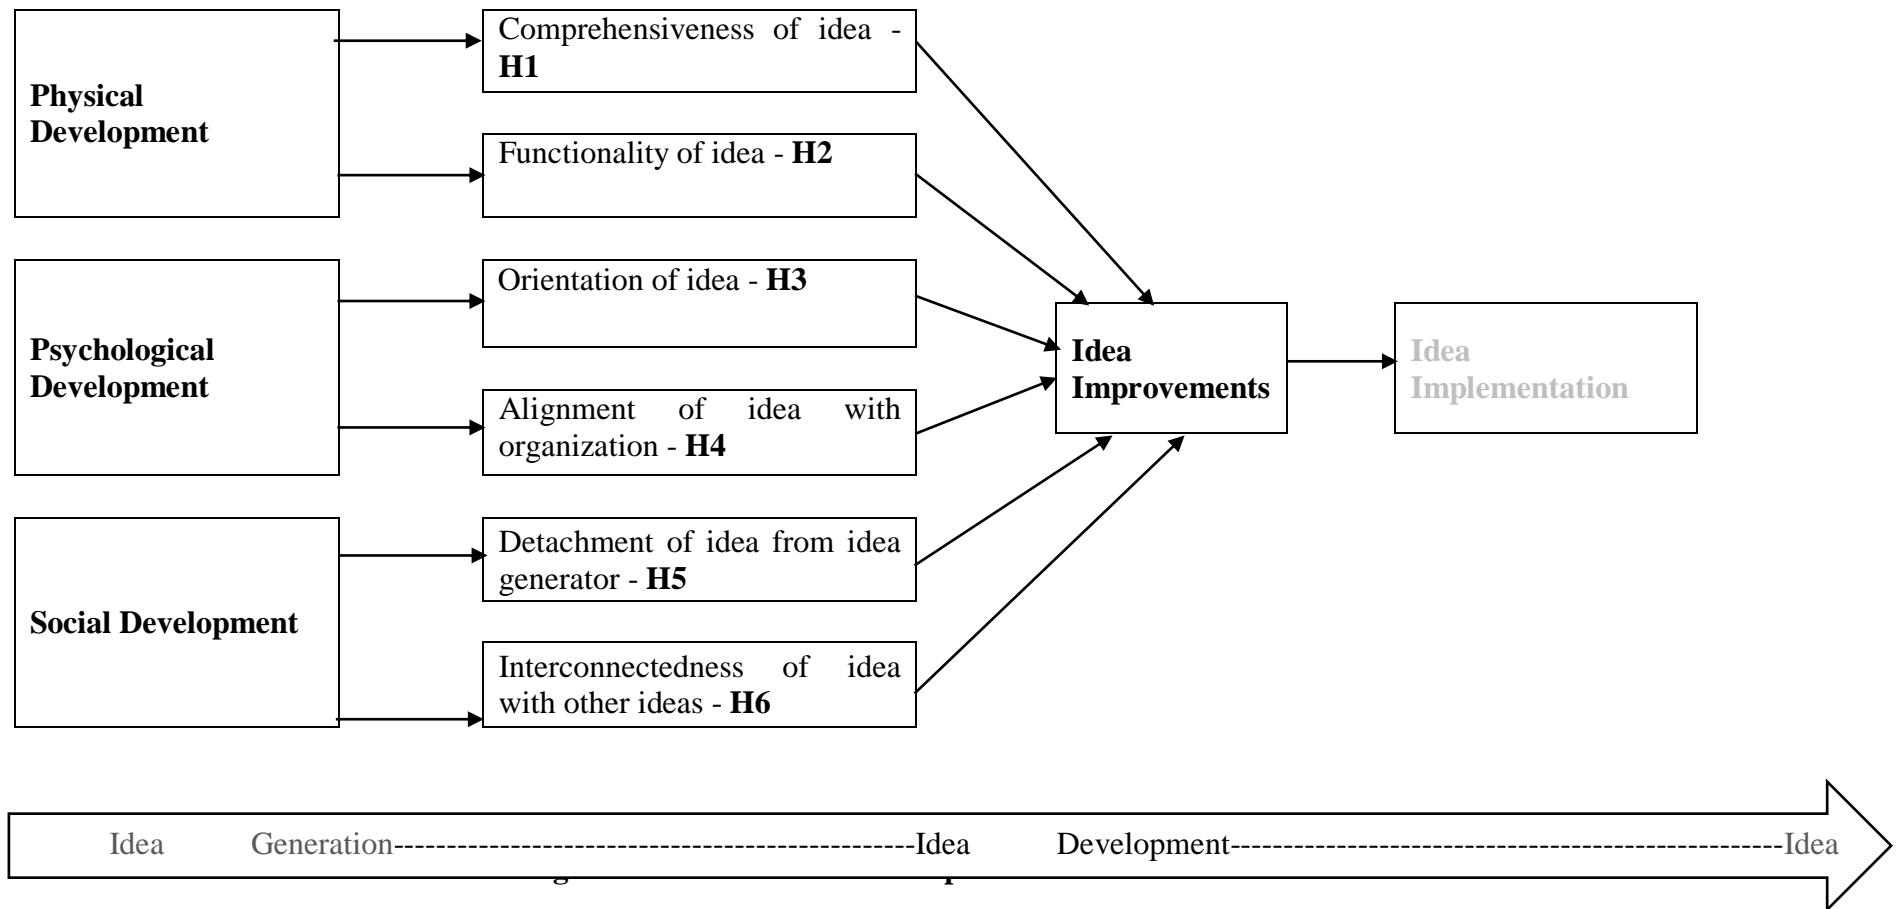 Physical
Development
Comprehensiveness of idea -
H1
Functionality of idea - H2
Psychological
Development
Orientation of idea - H3
Alignment of idea with
organization - H4
Social Development
Detachment of idea from idea
generator - H5
Interconnectedness of idea
with other ideas - H6
Idea
Improvements
Idea
Implementation
Idea Generation-------------------------------------------------Idea Development----------------------------------------------------Idea